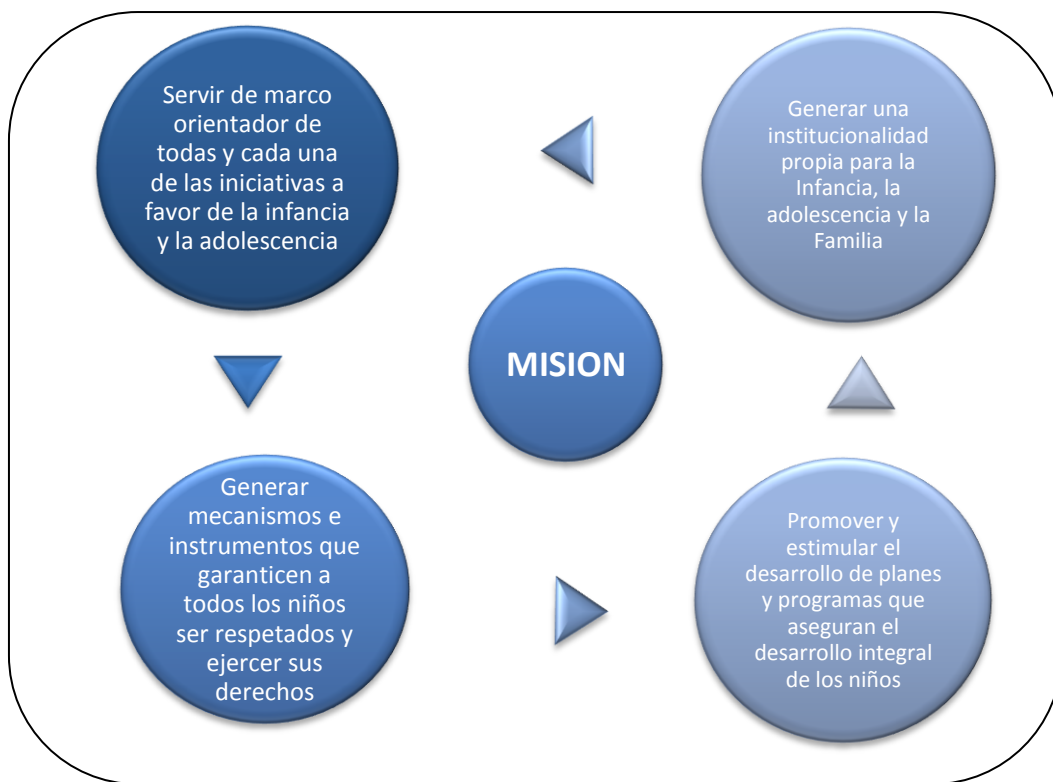 Servir de marco
orientador de
todas y cada una
de las iniciativas a
favor de la infancia
y la adolescencia
Generar una
institucionalidad
propia para la
Infancia, la
adolescencia y la
Familia
MISION
Generar
mecanismos e
instrumentos que
garanticen a
todos los niños
ser respetados y
ejercer sus
derechos
Promover y
estimular el
desarrollo de planes
y programas que
aseguran el
desarrollo integral
de los niños